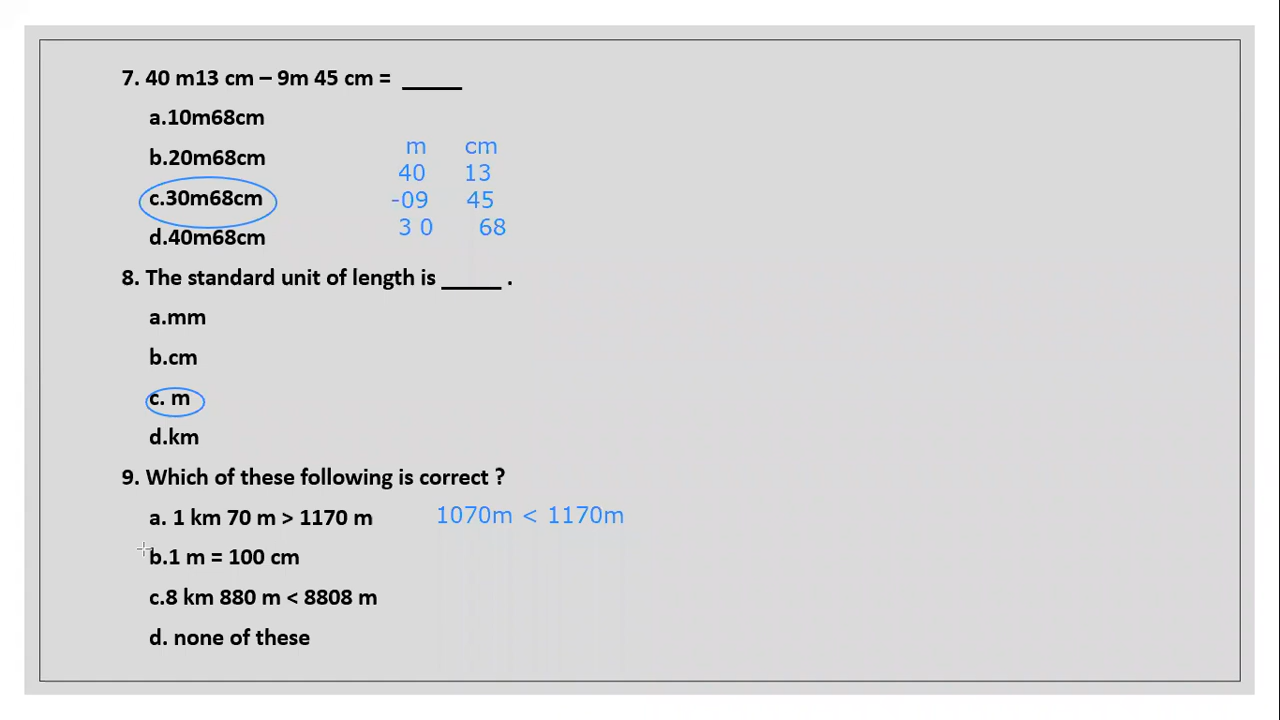 7. 40 m13 cm – 9m 45 cm = _____
a.10m68cm
b.20m68cm
c.30m68cm
d.40m68cm
m cm
40 13
-09 45
3 0 68
8. The standard unit of length is _____ .
a.mm
b.cm
c. m
d.km
9. Which of these following is correct ?
a. 1 km 70 m > 1170 m 1070m < 1170m
b.1 m = 100 cm
c.8 km 880 m < 8808 m
d. none of these